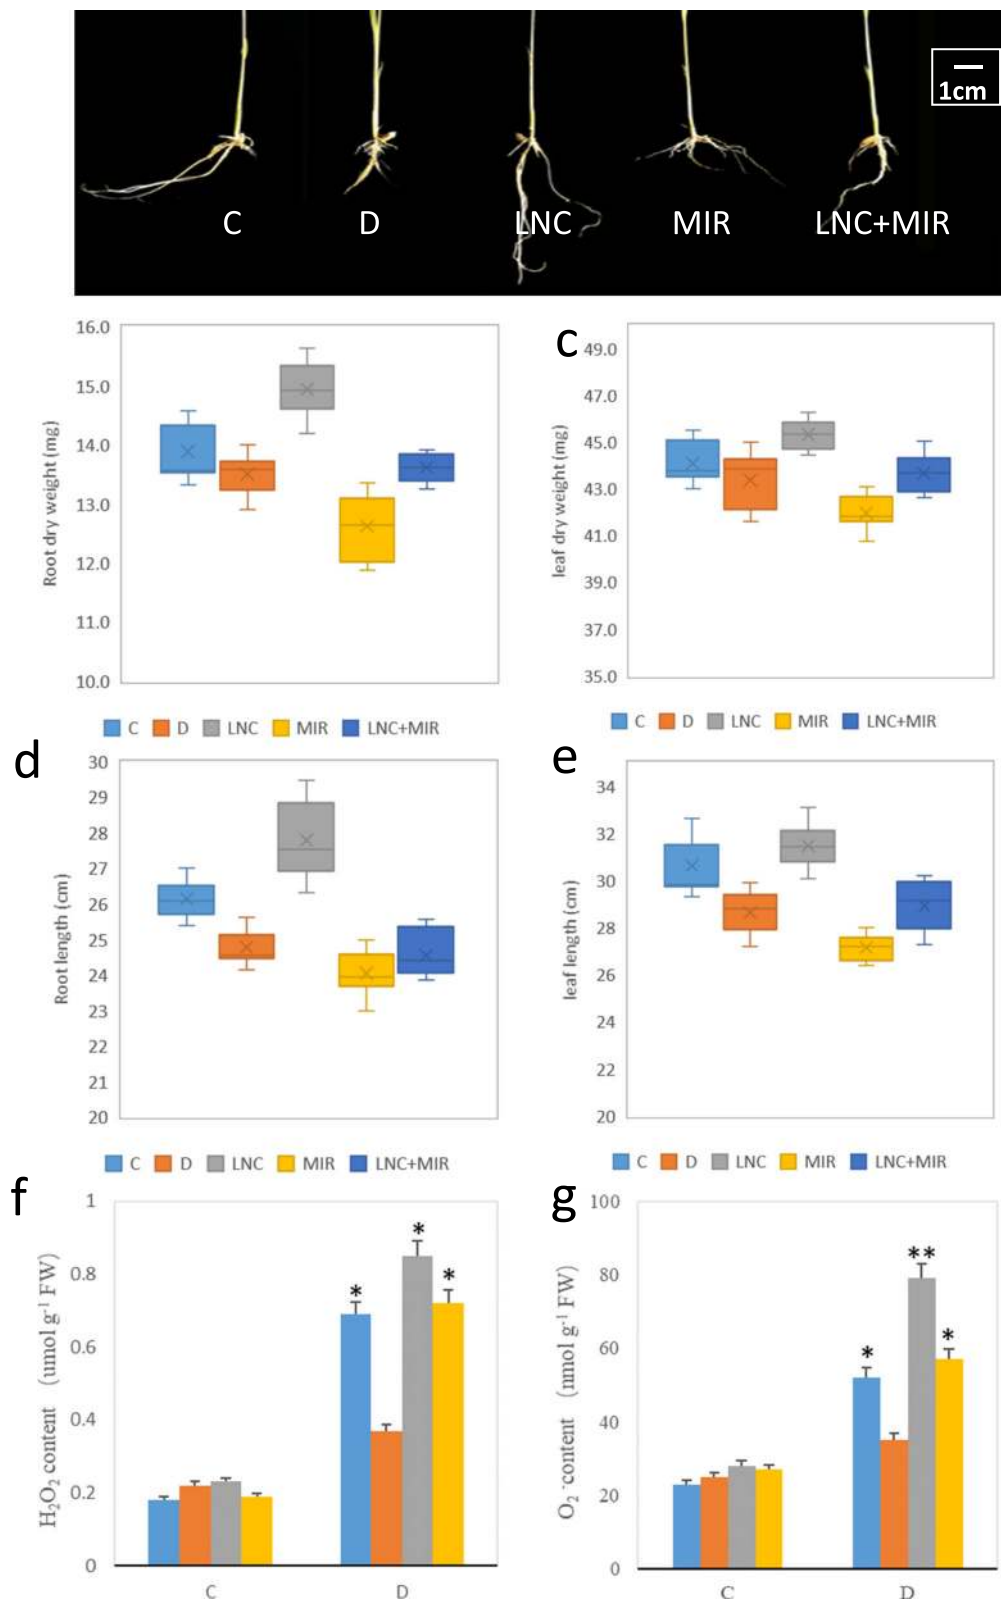 1cm
C D LNC MIR LNC+MIR
16.0
15.0
14.0
13.0
12.0
11.0
10.0
Root dry weight (mg)
C D LNC MIR LNC+MIR
c
49.0
47.0
45.0
43.0
41.0
39.0
37.0
35.0
leaf dry weight (mg)
C D LNC MIR LNC+MIR
d
30
29
28
27
26
25
24
23
22
21
20
Root length (cm)
C D LNC MIR LNC+MIR
e
34
32
30
28
26
24
22
20
leaf length (cm)
C D LNC MIR LNC+MIR
f
1
0.8
0.6
0.4
0.2
0
H₂O₂ content (umol g⁻¹ FW)
* * *
C D
g
100
80
60
40
20
0
O₂⁻ content (nmol g⁻¹ FW)
* ** *
C D